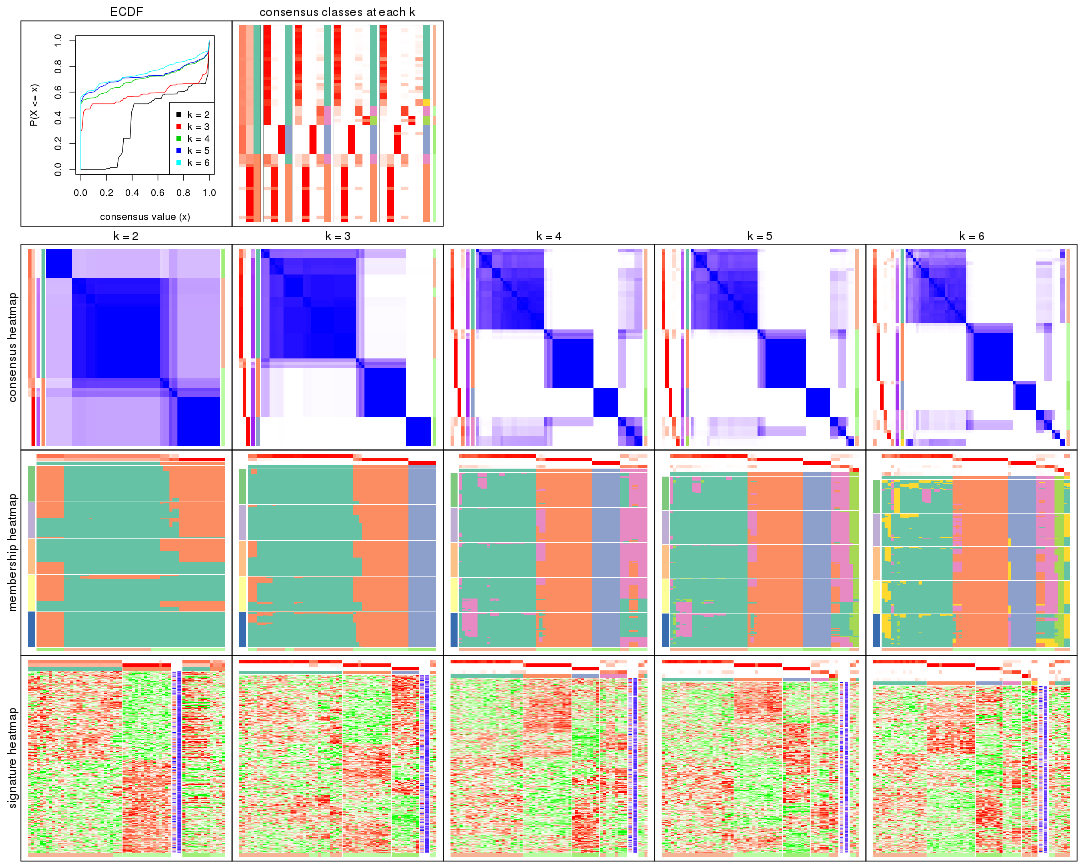 ECDF
consensus classes at each k
P(X <= x)
0.0 0.2 0.4 0.6 0.8 1.0
k = 2
k = 3
k = 4
k = 5
k = 6
0.0 0.2 0.4 0.6 0.8 1.0
consensus value (x)
k = 2 k = 3 k = 4 k = 5 k = 6
consensus heatmap
membership heatmap
signature heatmap